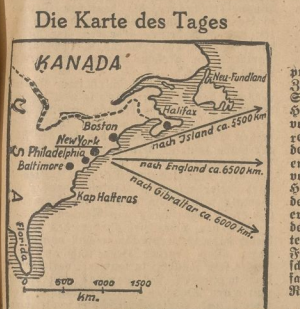 Die Karte des Tages
KANADA
Neu-Fundland
Halifax
Boston
New York
Philadelphia
Baltimore
U S A
nach Island ca. 5500 km.
nach England ca. 6500 km.
nach Gibraltar ca. 6000 km.
Kap Hatteras
Florida
0 500 1000 1500
km.